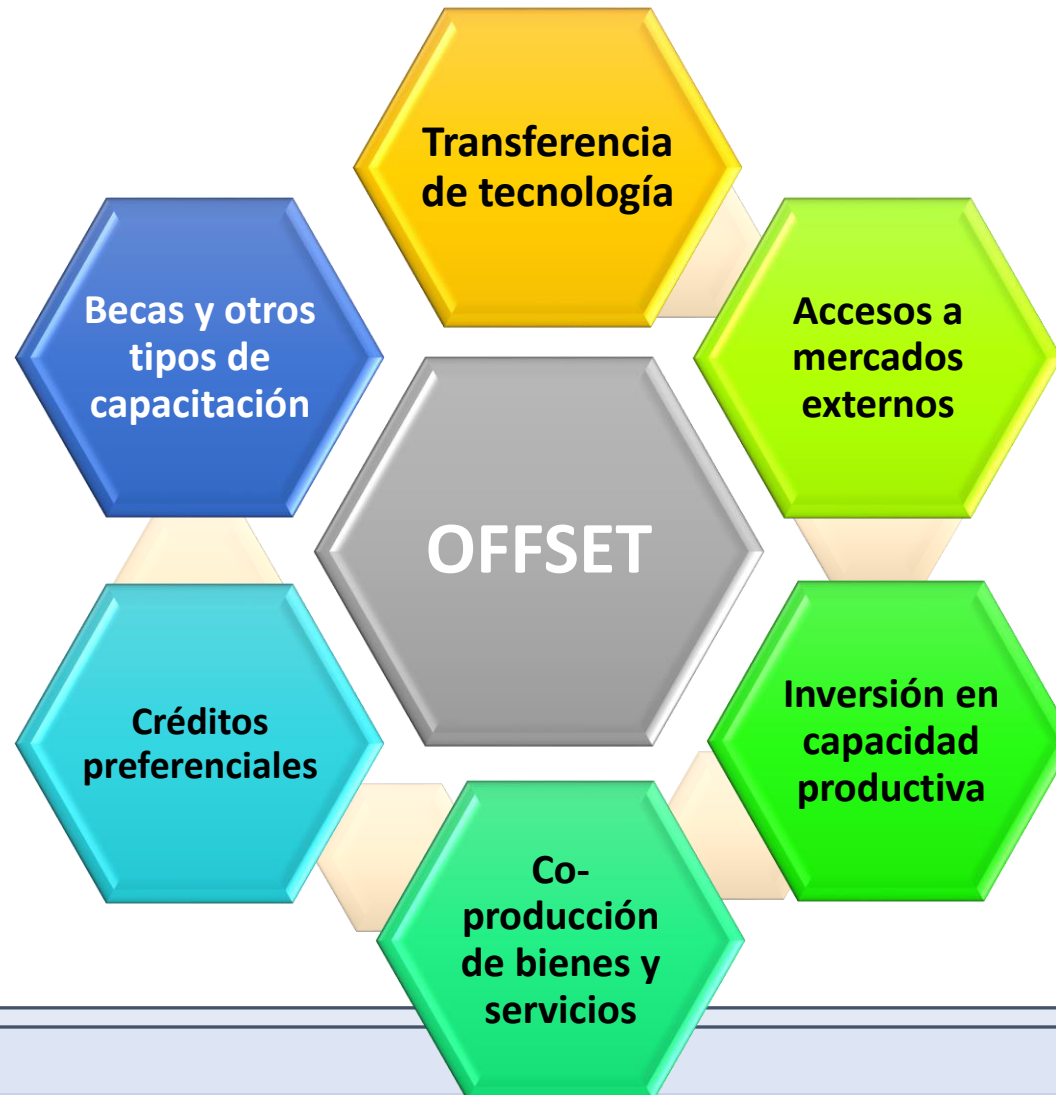 Transferencia
de tecnología
Accesos a
mercados
externos
Inversión en
capacidad
productiva
Co-
producción
de bienes y
servicios
Créditos
preferenciales
Becas y otros
tipos de
capacitación
OFFSET